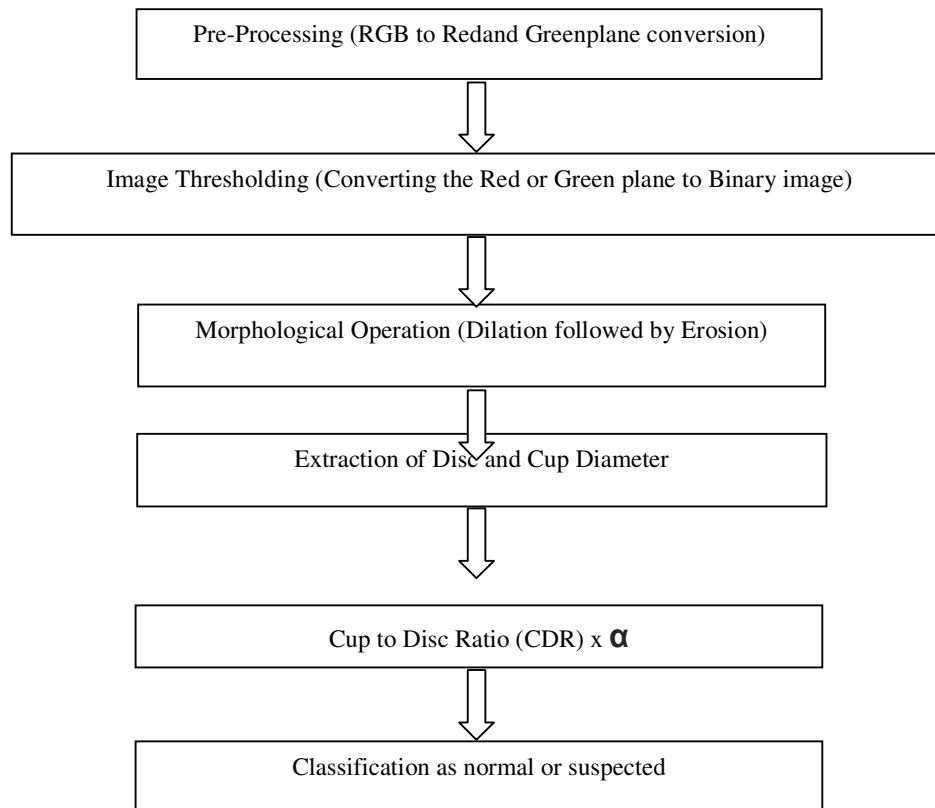 Pre-Processing (RGB to Redand Greenplane conversion)
Image Thresholding (Converting the Red or Green plane to Binary image)
Morphological Operation (Dilation followed by Erosion)
Extraction of Disc and Cup Diameter
Cup to Disc Ratio (CDR) x α
Classification as normal or suspected